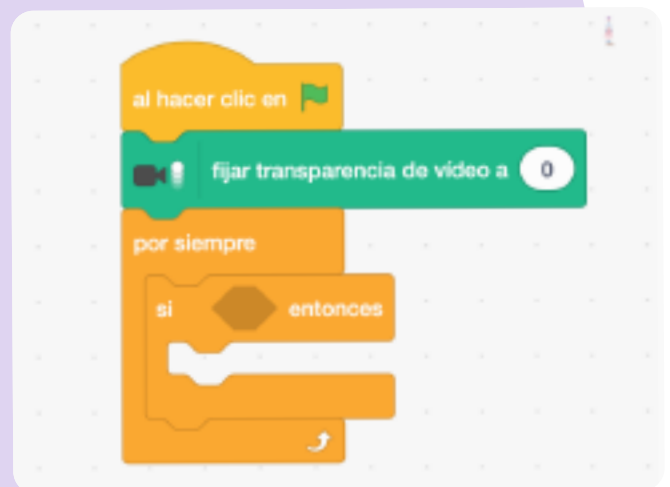 al hacer clic en
fijar transparencia de vídeo a 0
por siempre
si entonces